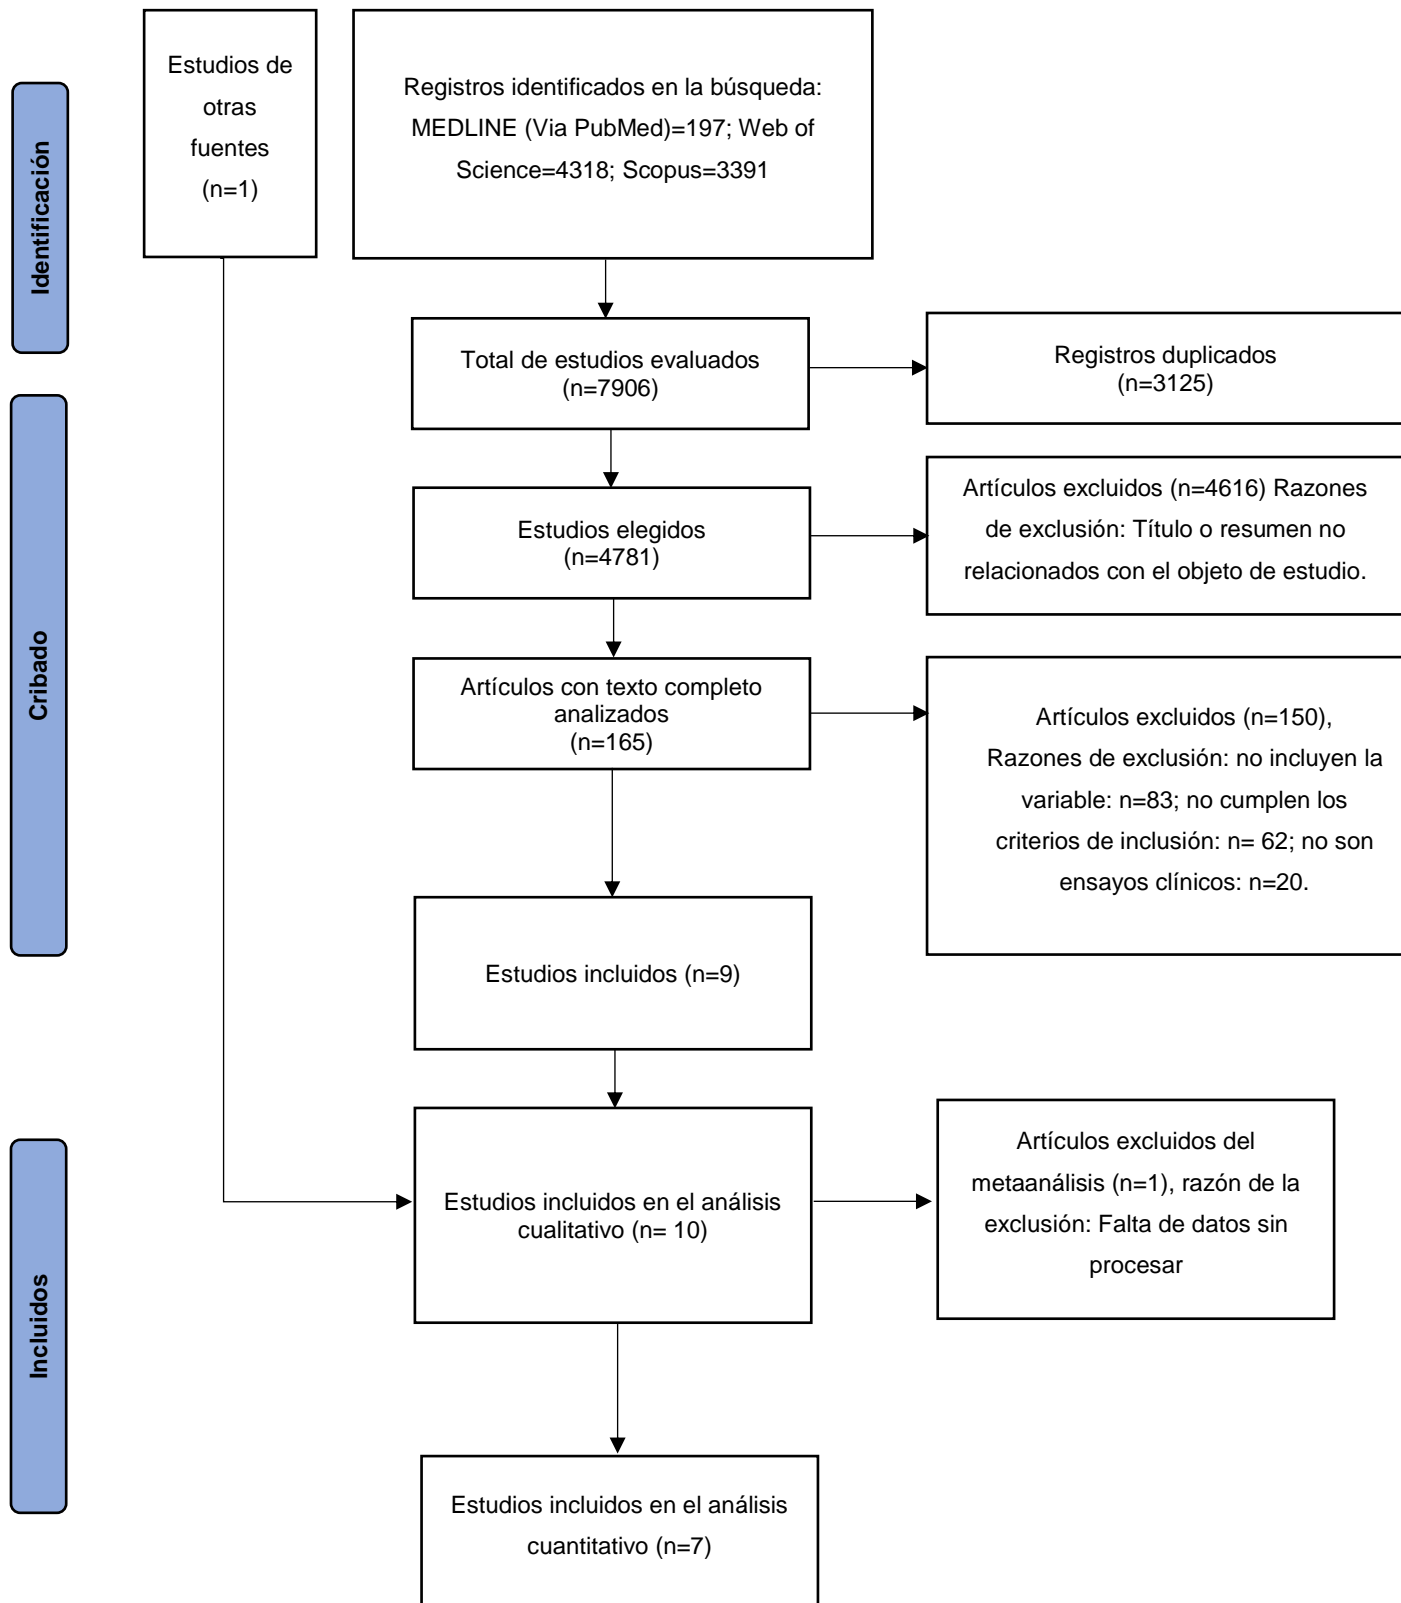 Estudios de
otras
fuentes
(n=1)
Registros identificados en la búsqueda:
MEDLINE (Via PubMed)=197; Web of
Science=4318; Scopus=3391
Identificación
Total de estudios evaluados
(n=7906)
Registros duplicados
(n=3125)
Cribado
Estudios elegidos
(n=4781)
Artículos excluidos (n=4616) Razones
de exclusión: Título o resumen no
relacionados con el objeto de estudio.
Artículos con texto completo
analizados
(n=165)
Artículos excluidos (n=150),
Razones de exclusión: no incluyen la
variable: n=83; no cumplen los
criterios de inclusión: n= 62; no son
ensayos clínicos: n=20.
Estudios incluidos (n=9)
Incluidos
Estudios incluidos en el análisis
cualitativo (n= 10)
Artículos excluidos del
metaanálisis (n=1), razón de la
exclusión: Falta de datos sin
procesar
Estudios incluidos en el análisis
cuantitativo (n=7)